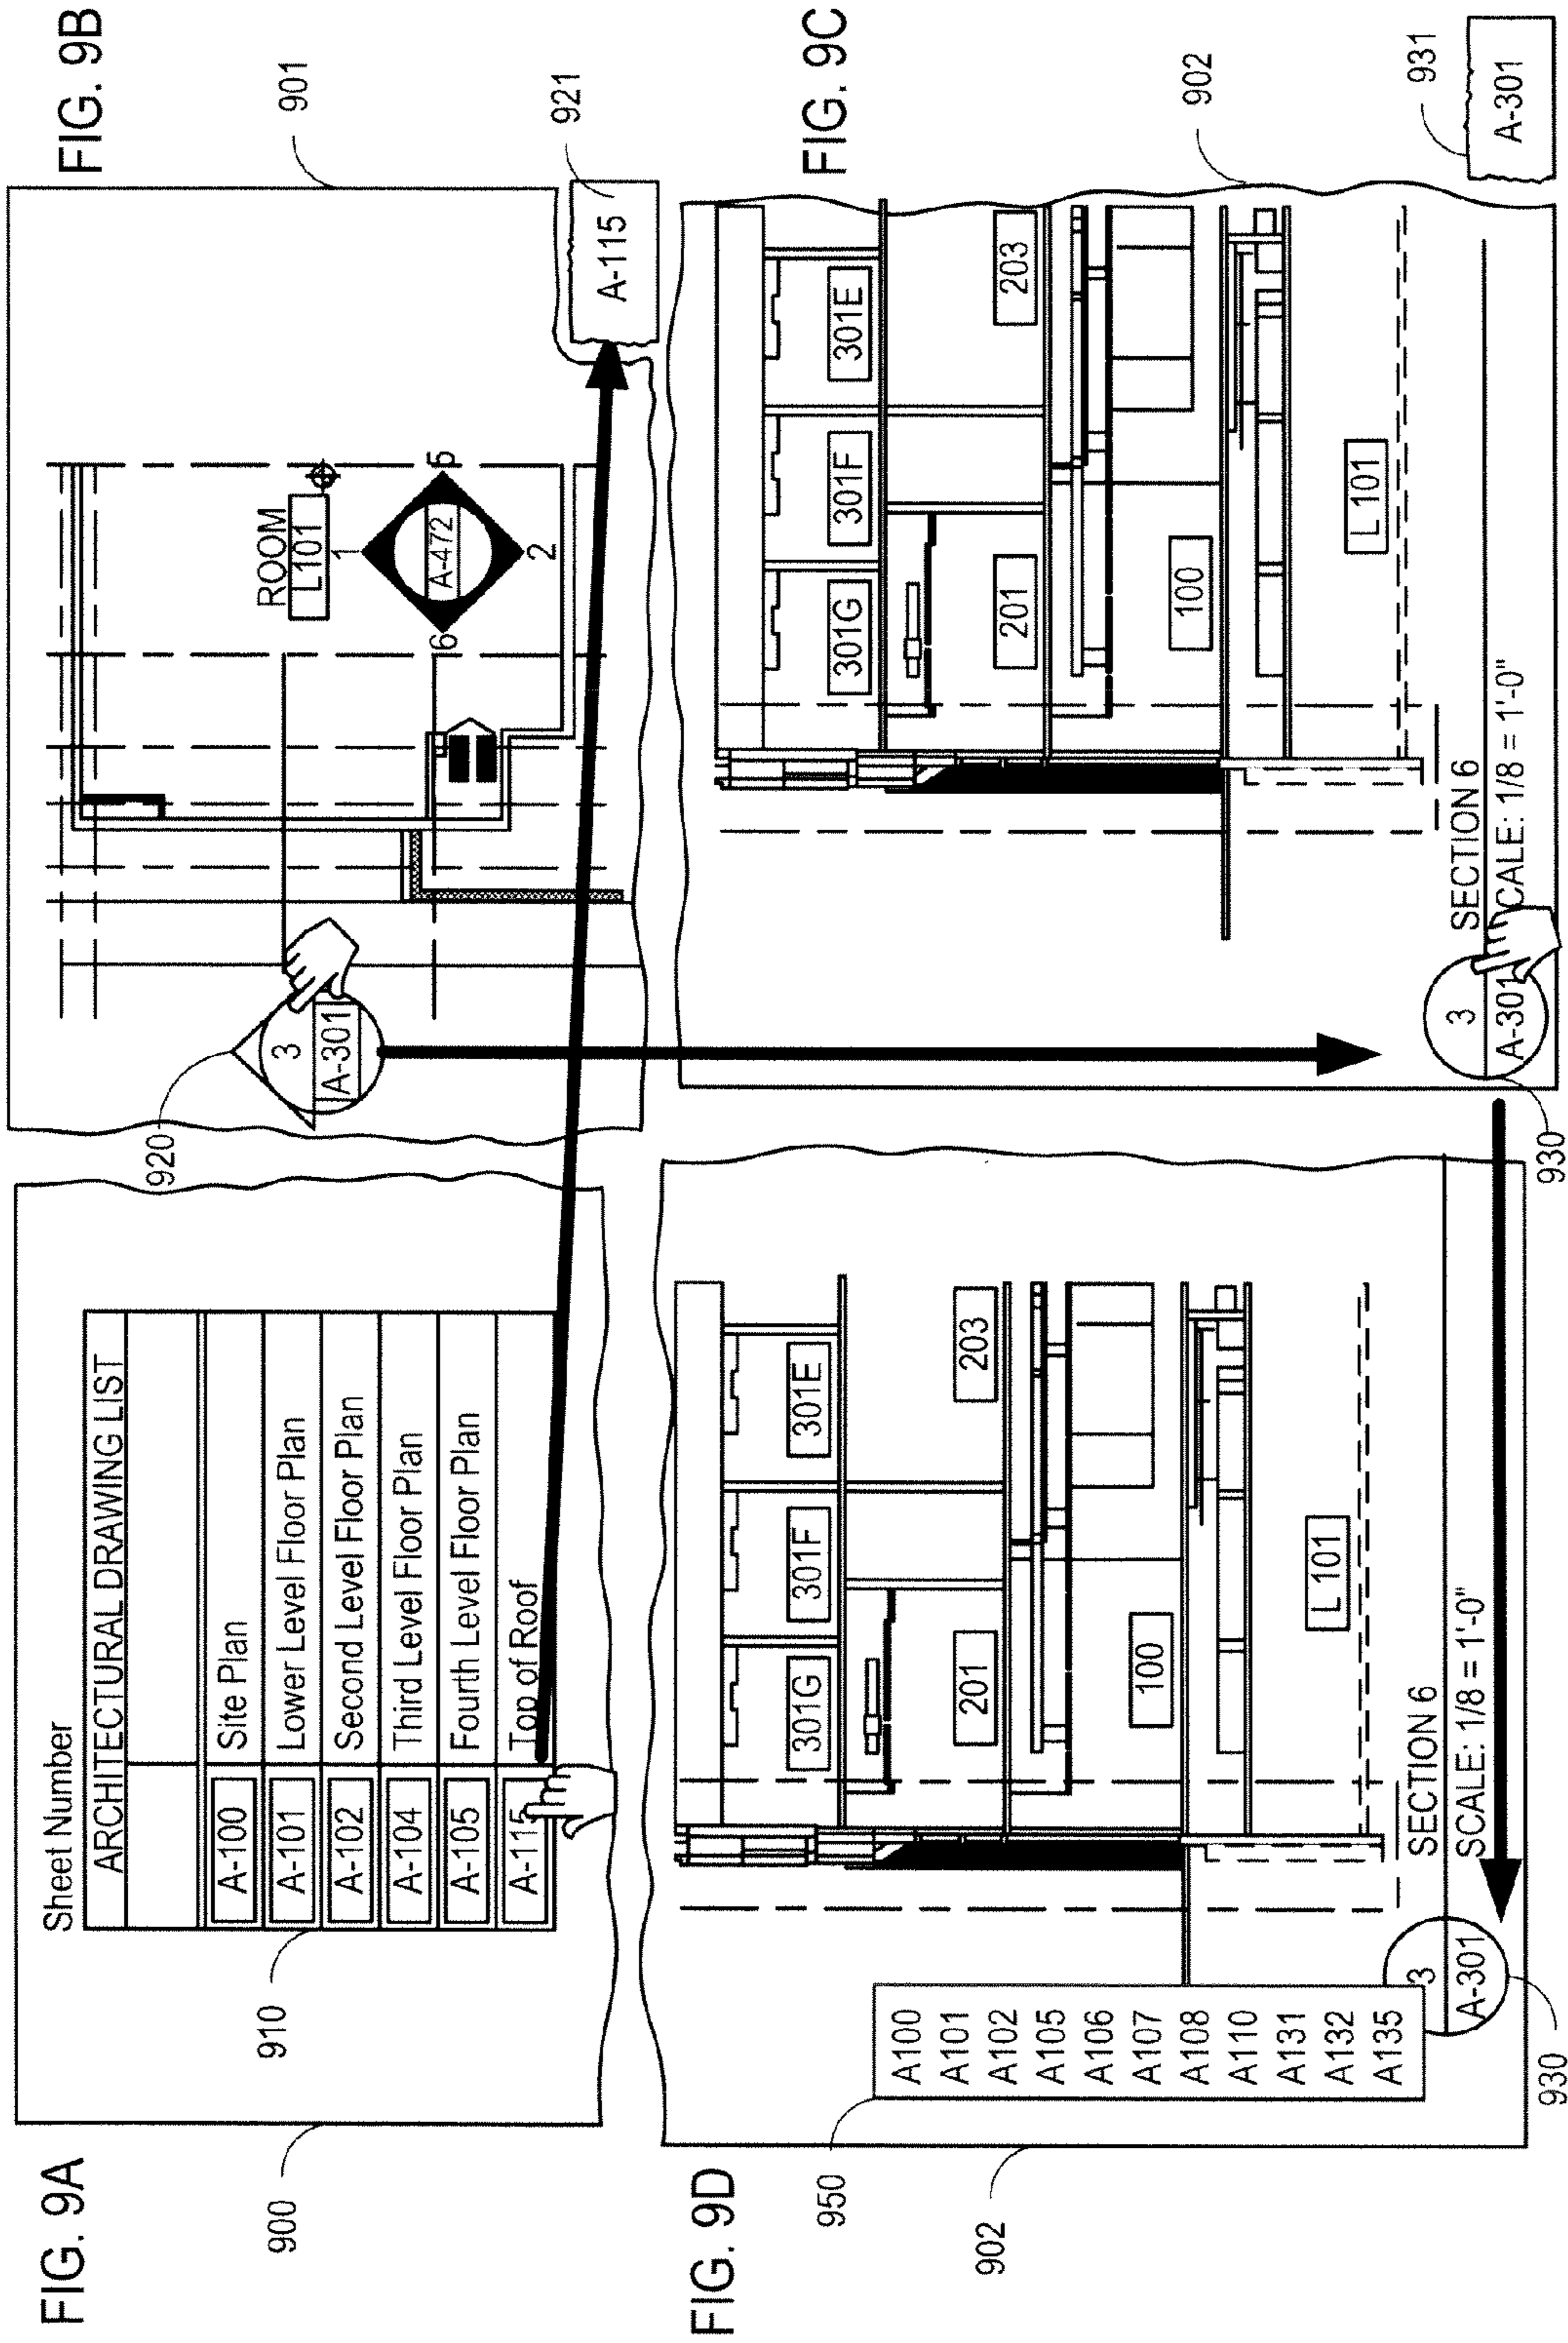 FIG. 9A
900
910
Sheet Number
ARCHITECTURAL DRAWING LIST
A-100 Site Plan
A-101 Lower Level Floor Plan
A-102 Second Level Floor Plan
A-104 Third Level Floor Plan
A-105 Fourth Level Floor Plan
A-115 Top of Roof
FIG. 9B
901
920
3
A-301
ROOM
L101
1
6 A-472 5
2
921
A-115
FIG. 9D
950
902
301G 301F 301E
201 203
100
L 101
A100
A101
A102
A105
A106
A107
A108
A110
A131
A132
A135
SECTION 6
3
A-301
SCALE: 1/8 = 1'-0"
930
FIG. 9C
902
301G 301F 301E
201 203
100
L 101
931
A-301
SECTION 6
3
A-301
CALE: 1/8 = 1'-0"
930